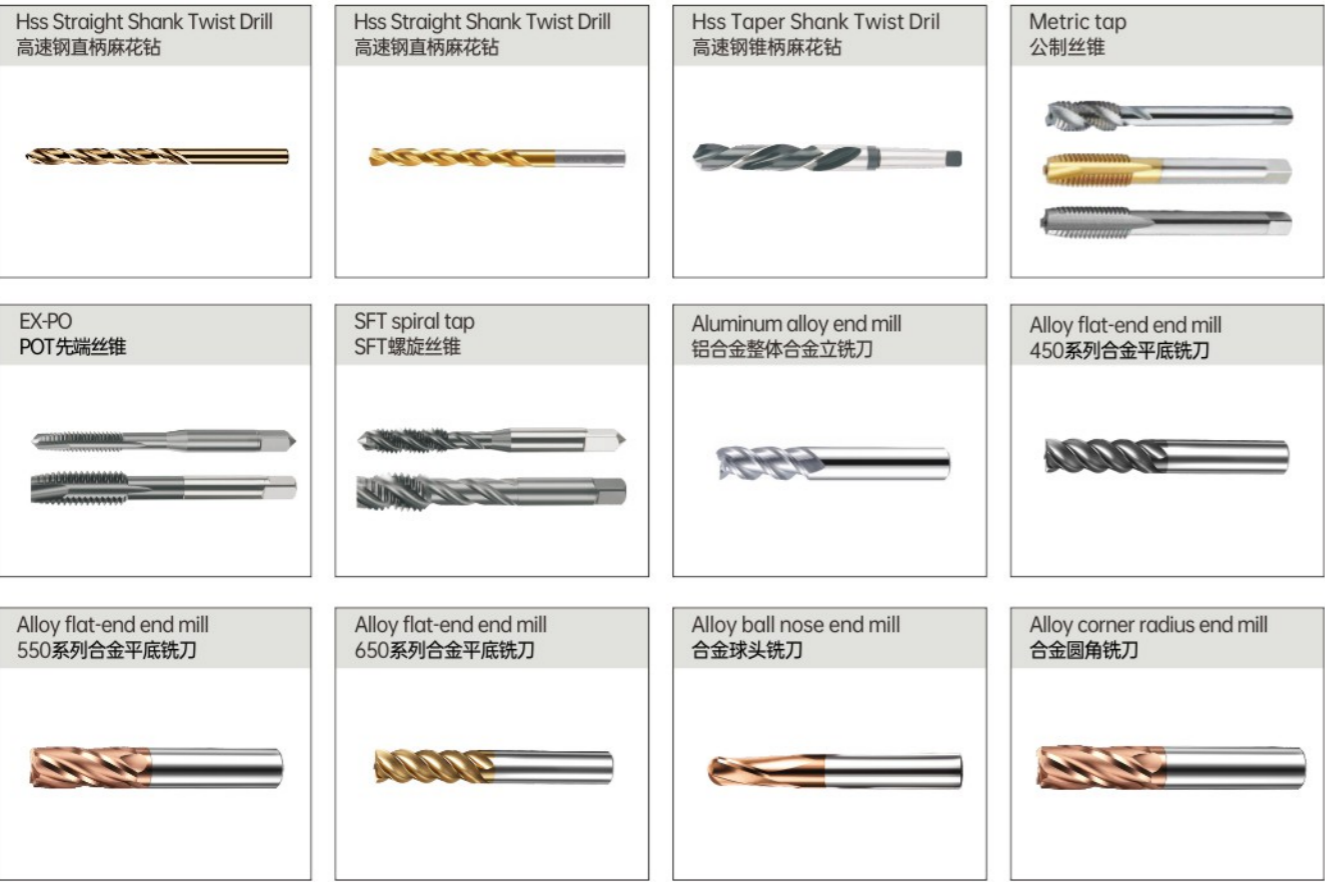 Hss Straight Shank Twist Drill
高速钢直柄麻花钻
Hss Straight Shank Twist Drill
高速钢直柄麻花钻
Hss Taper Shank Twist Dril
高速钢锥柄麻花钻
Metric tap
公制丝锥
EX-PO
POT先端丝锥
SFT spiral tap
SFT螺旋丝锥
Aluminum alloy end mill
铝合金整体合金立铣刀
Alloy flat-end end mill
450系列合金平底铣刀
Alloy flat-end end mill
550系列合金平底铣刀
Alloy flat-end end mill
650系列合金平底铣刀
Alloy ball nose end mill
合金球头铣刀
Alloy corner radius end mill
合金圆角铣刀